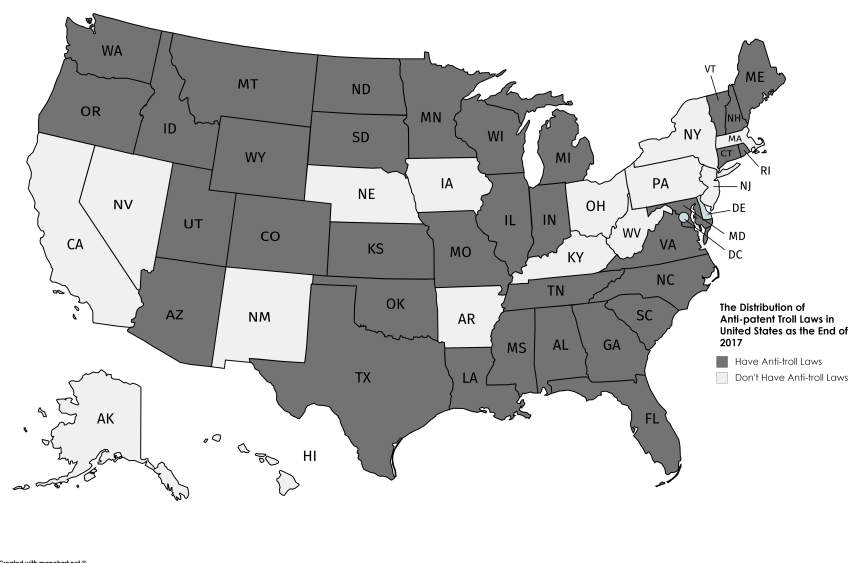 WA
MT
ND
MN
ME
VT
OR
ID
SD
WI
NH
NY
MA
WY
MI
CT
RI
NE
IA
PA
NJ
NV
OH
DE
UT
CO
IL
IN
WV
MD
CA
KS
MO
KY
VA
DC
AZ
NM
OK
TN
NC
AR
SC
MS
AL
GA
TX
LA
FL
AK
HI
The Distribution of
Anti-patent Troll Laws in
United States as the End of
2017
Have Anti-troll Laws
Don't Have Anti-troll Laws